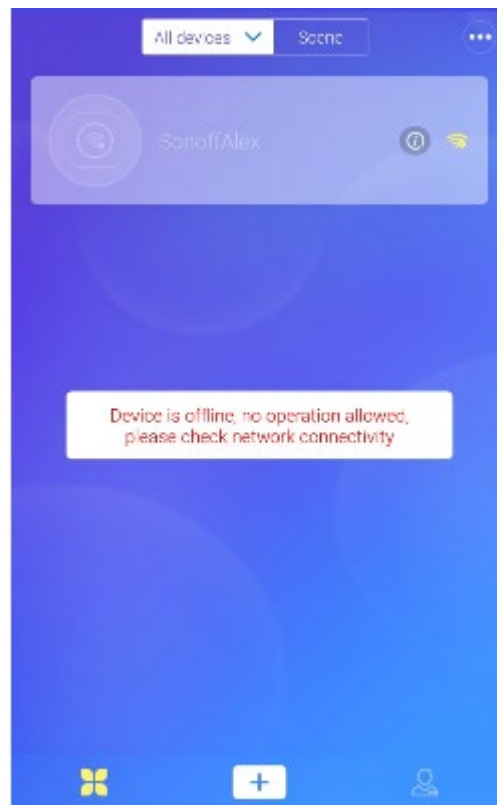 All devices
Scene
SonoffAlex
Device is offline, no operation allowed,
please check network connectivity